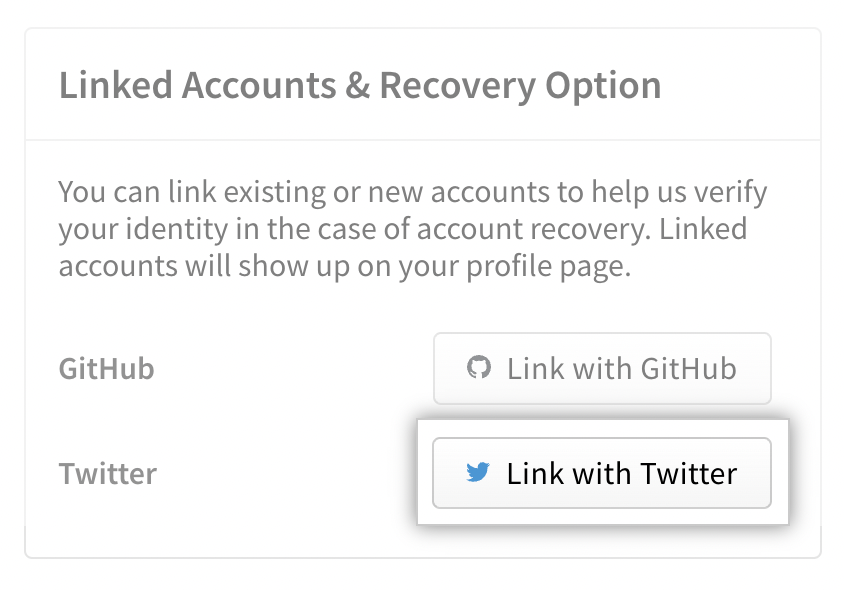 Linked Accounts & Recovery Option
You can link existing or new accounts to help us verify
your identity in the case of account recovery. Linked
accounts will show up on your profile page.
GitHub
Link with GitHub
Twitter
Link with Twitter